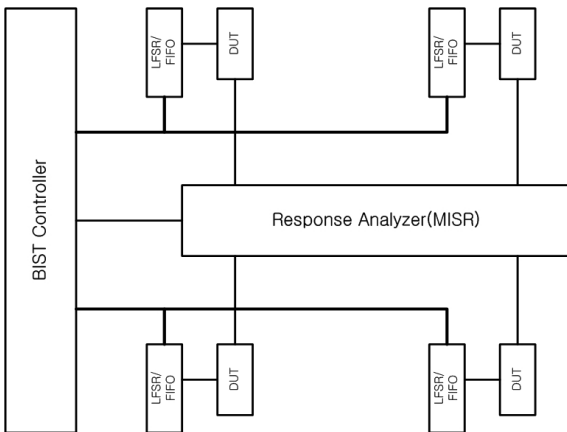 LFSR/
FIFO
DUT
LFSR/
FIFO
DUT
BIST Controller
Response Analyzer(MISR)
LFSR/
FIFO
DUT
LFSR/
FIFO
DUT